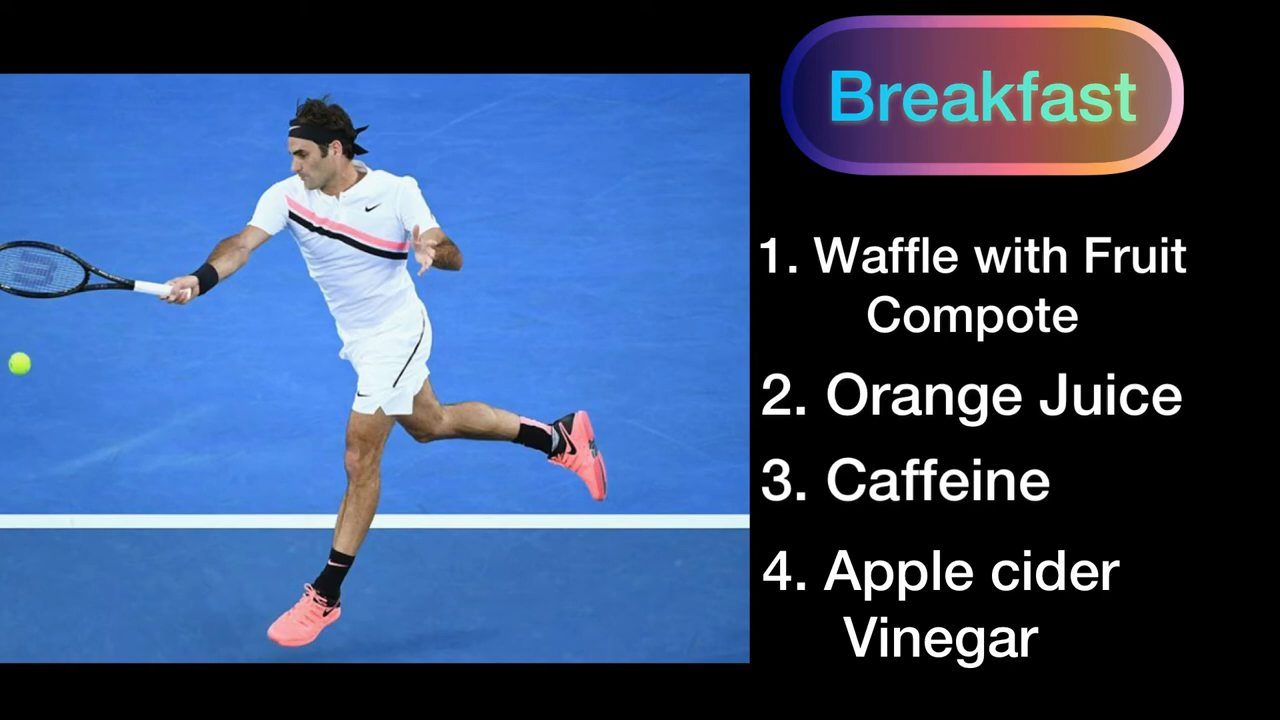 Breakfast
1. Waffle with Fruit
Compote
2. Orange Juice
3. Caffeine
4. Apple cider
Vinegar
W